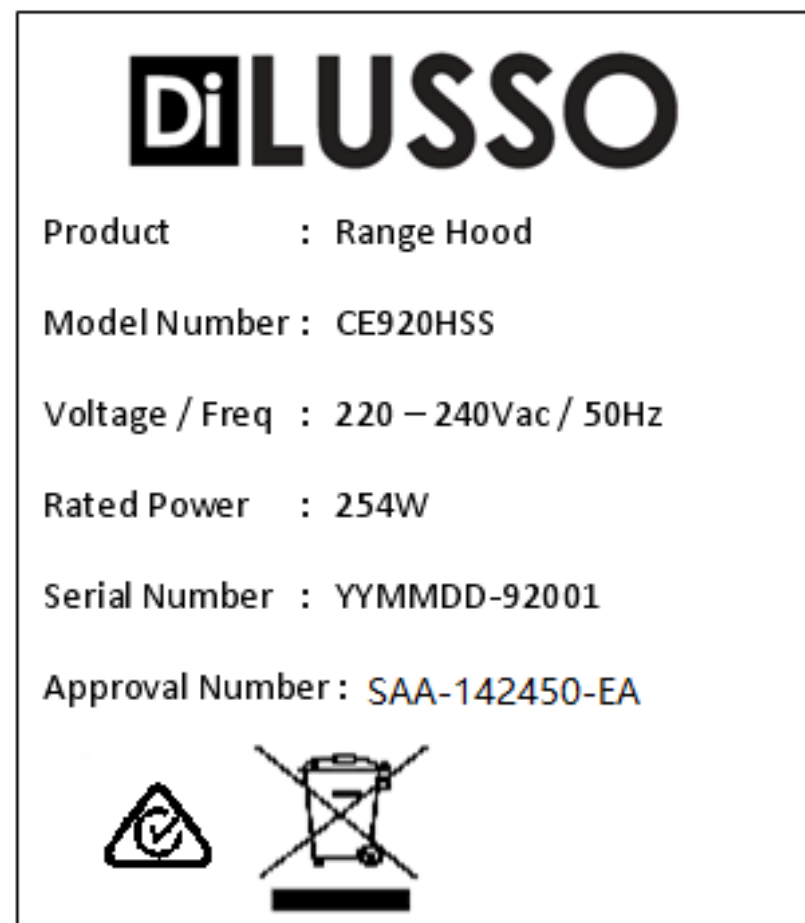 DiLUSSO
Product : Range Hood
Model Number : CE920HSS
Voltage / Freq : 220 – 240Vac / 50Hz
Rated Power : 254W
Serial Number : YYMMDD-92001
Approval Number : SAA-142450-EA